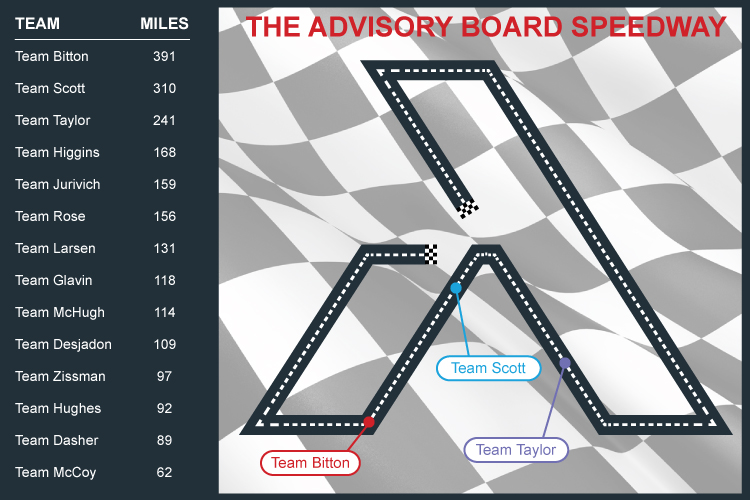 TEAM MILES
Team Bitton 391
Team Scott 310
Team Taylor 241
Team Higgins 168
Team Jurivich 159
Team Rose 156
Team Larsen 131
Team Glavin 118
Team McHugh 114
Team Desjadon 109
Team Zissman 97
Team Hughes 92
Team Dasher 89
Team McCoy 62
THE ADVISORY BOARD SPEEDWAY
Team Scott
Team Taylor
Team Bitton